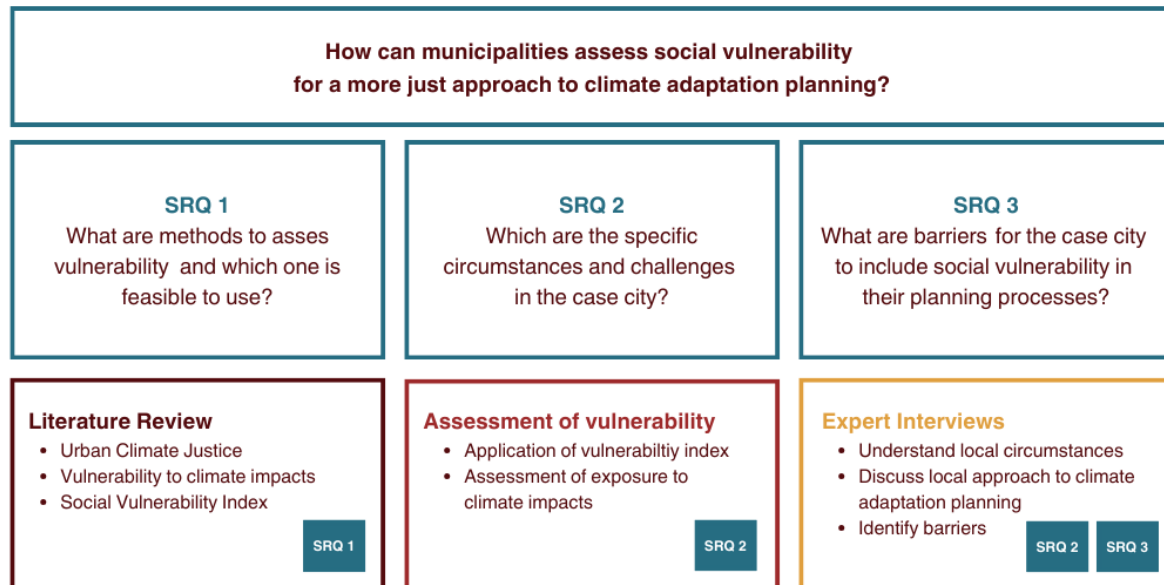 How can municipalities assess social vulnerability
for a more just approach to climate adaptation planning?
SRQ 1
What are methods to asses
vulnerability and which one is
feasible to use?
SRQ 2
Which are the specific
circumstances and challenges
in the case city?
SRQ 3
What are barriers for the case city
to include social vulnerability in
their planning processes?
Literature Review
• Urban Climate Justice
• Vulnerability to climate impacts
• Social Vulnerability Index
SRQ 1
Assessment of vulnerability
• Application of vulnerabiltiy index
• Assessment of exposure to
climate impacts
SRQ 2
Expert Interviews
• Understand local circumstances
• Discuss local approach to climate
adaptation planning
• Identify barriers
SRQ 2
SRQ 3